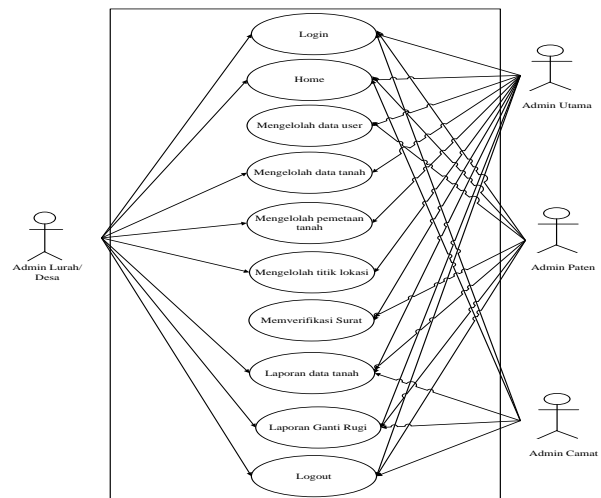 Login
Home
Mengelolah data user
Mengelolah data tanah
Mengelolah pemetaan
tanah
Mengelolah titik lokasi
Memverifikasi Surat
Laporan data tanah
Laporan Ganti Rugi
Logout
Admin Lurah/
Desa
Admin Utama
Admin Paten
Admin Camat